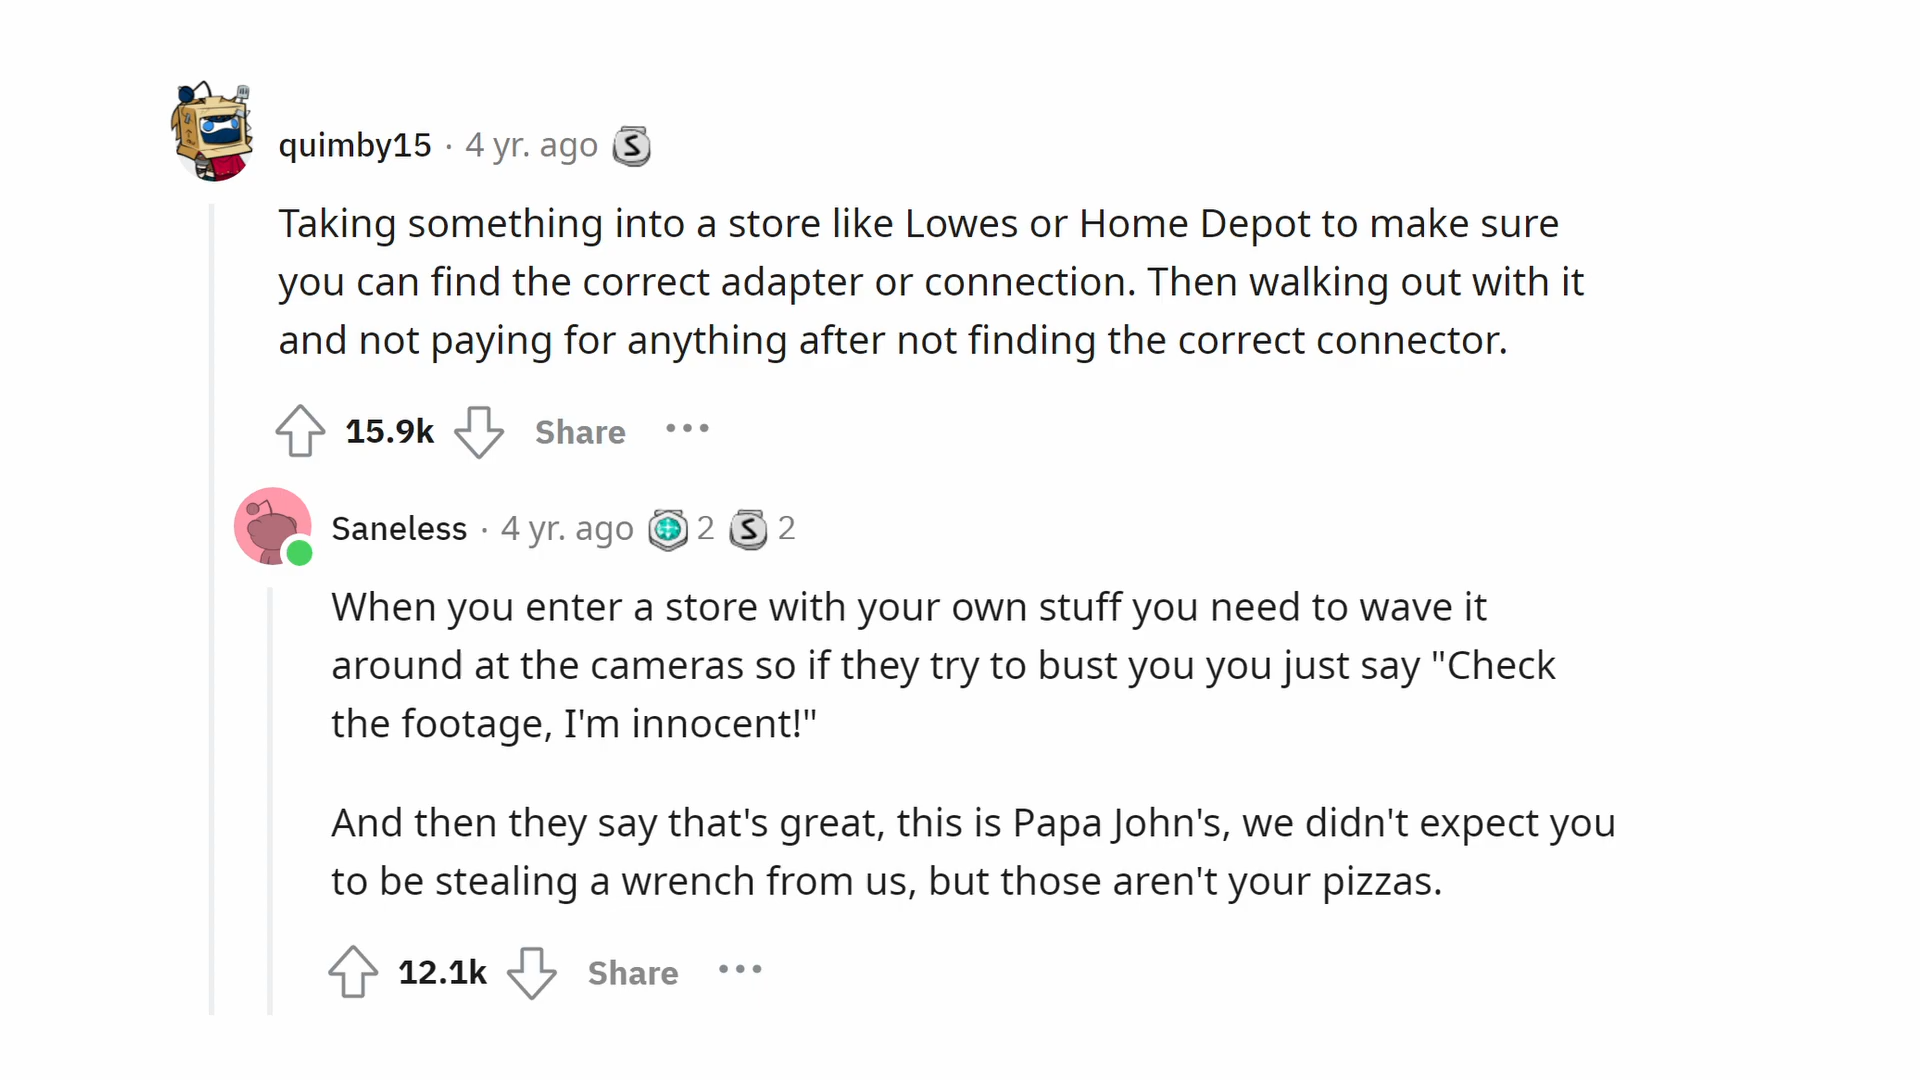 quimby15 · 4 yr. ago S
Taking something into a store like Lowes or Home Depot to make sure
you can find the correct adapter or connection. Then walking out with it
and not paying for anything after not finding the correct connector.
15.9k Share ...
Saneless · 4 yr. ago 2 S 2
When you enter a store with your own stuff you need to wave it
around at the cameras so if they try to bust you you just say "Check
the footage, I'm innocent!"
And then they say that's great, this is Papa John's, we didn't expect you
to be stealing a wrench from us, but those aren't your pizzas.
12.1k Share ...